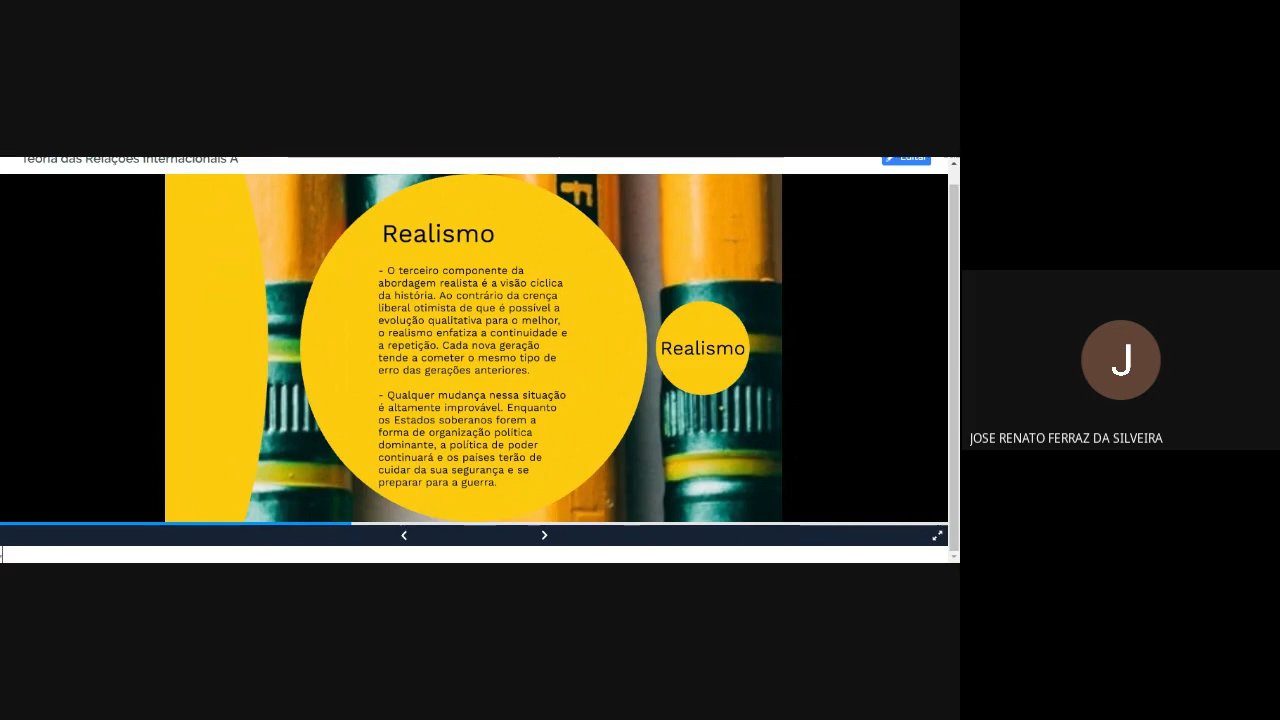 Teoria das Relações Internacionais A
Editar
Realismo
- O terceiro componente da
abordagem realista é a visão cíclica
da história. Ao contrário da crença
liberal otimista de que é possível a
evolução qualitativa para o melhor,
o realismo enfatiza a continuidade e
a repetição. Cada nova geração
tende a cometer o mesmo tipo de
erro das gerações anteriores.
- Qualquer mudança nessa situação
é altamente improvável. Enquanto
os Estados soberanos forem a
forma de organização política
dominante, a política de poder
continuará e os países terão de
cuidar da sua segurança e se
preparar para a guerra.
Realismo
J
JOSE RENATO FERRAZ DA SILVEIRA